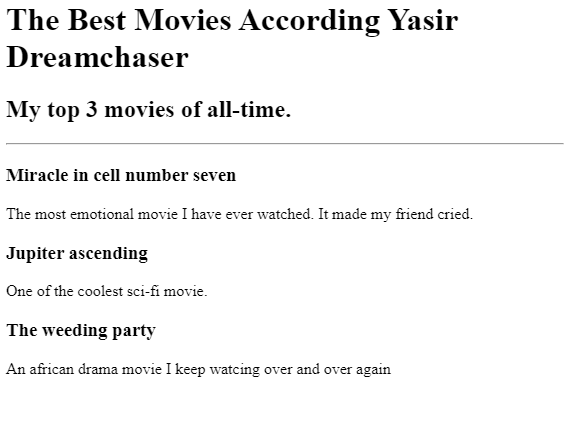 The Best Movies According Yasir
Dreamchaser
My top 3 movies of all-time.
Miracle in cell number seven
The most emotional movie I have ever watched. It made my friend cried.
Jupiter ascending
One of the coolest sci-fi movie.
The weeding party
An african drama movie I keep watcing over and over again